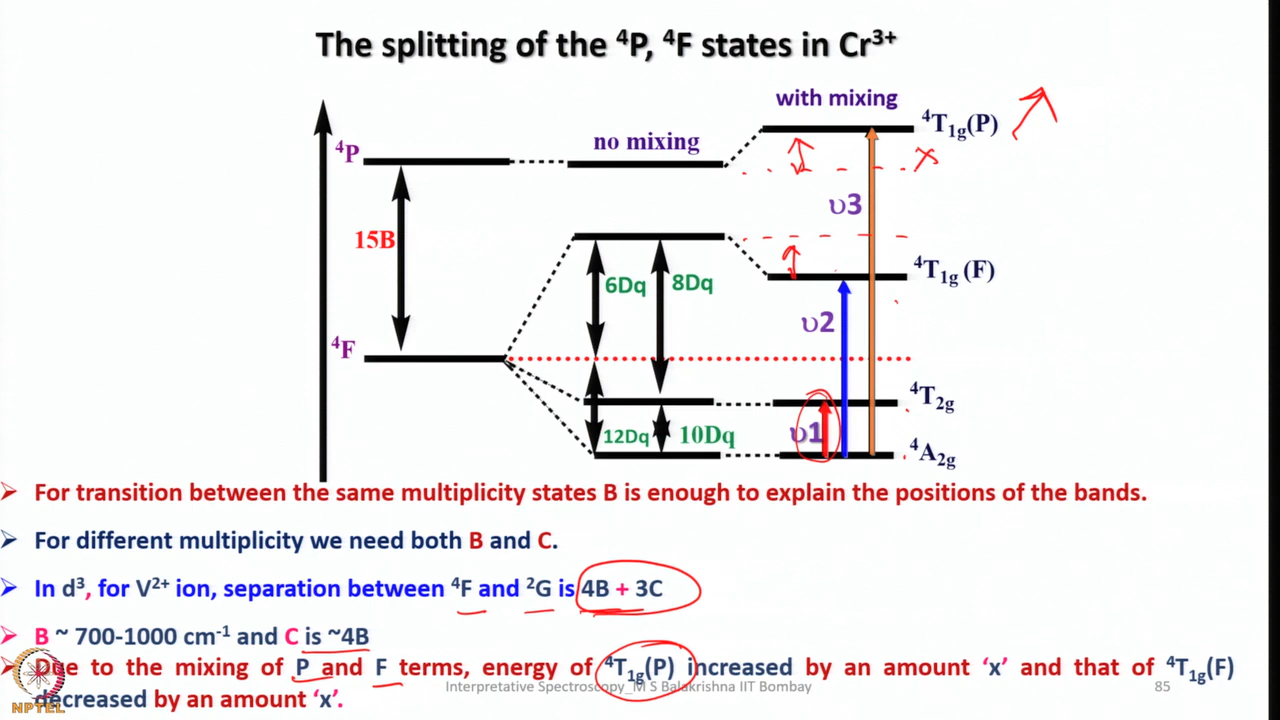 The splitting of the ⁴P, ⁴F states in Cr³⁺
with mixing
⁴T₁g(P)
no mixing
⁴P
x
υ3
15B
6Dq
8Dq
⁴T₁g (F)
υ2
⁴F
⁴T₂g
υ1
12Dq
10Dq
⁴A₂g
➢ For transition between the same multiplicity states B is enough to explain the positions of the bands.
➢ For different multiplicity we need both B and C.
➢ In d³, for V²⁺ ion, separation between ⁴F and ²G is 4B + 3C
➢ B ~ 700-1000 cm⁻¹ and C is ~4B
➢ Due to the mixing of P and F terms, energy of ⁴T₁g(P) increased by an amount ‘x’ and that of ⁴T₁g(F)
decreased by an amount ‘x’.
Interpretative Spectroscopy_M S Balakrishna IIT Bombay
85
NPTEL